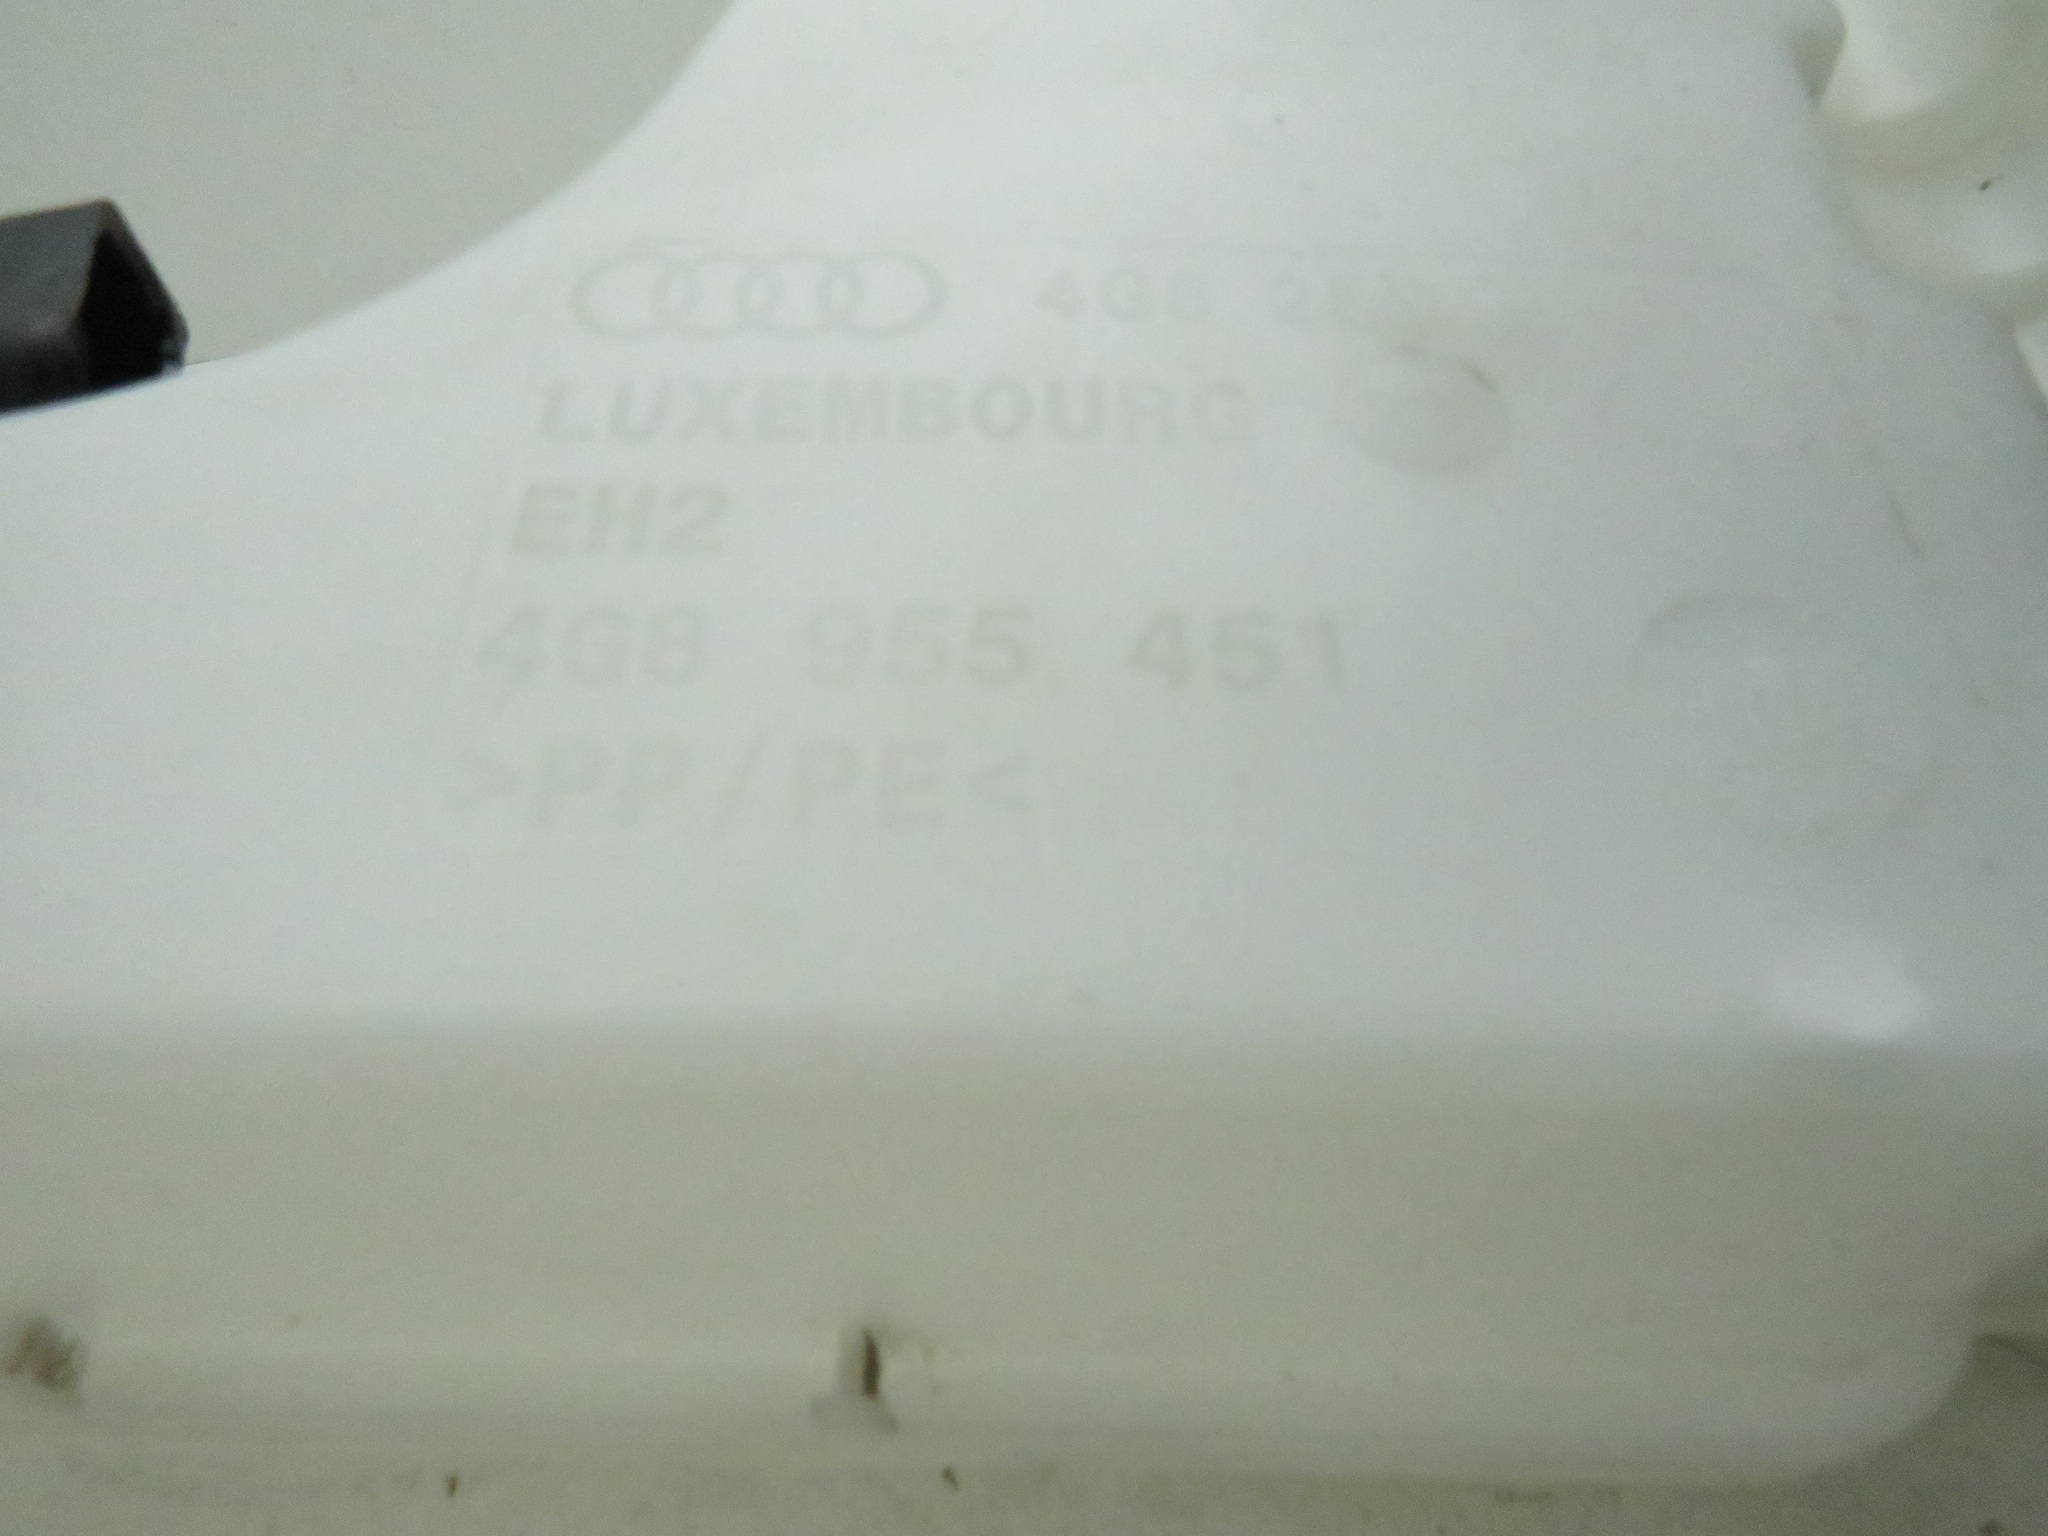 LUXEMBOURG
EH2
4G8 955 451
>PP/PE<